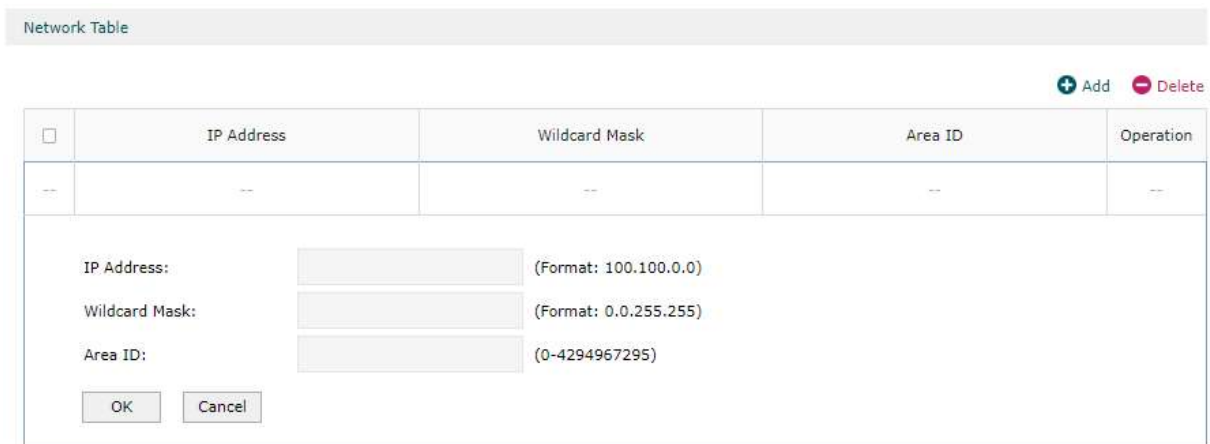 Network Table
Add Delete
IP Address Wildcard Mask Area ID Operation
-- -- -- -- --
IP Address: (Format: 100.100.0.0)
Wildcard Mask: (Format: 0.0.255.255)
Area ID: (0-4294967295)
OK Cancel